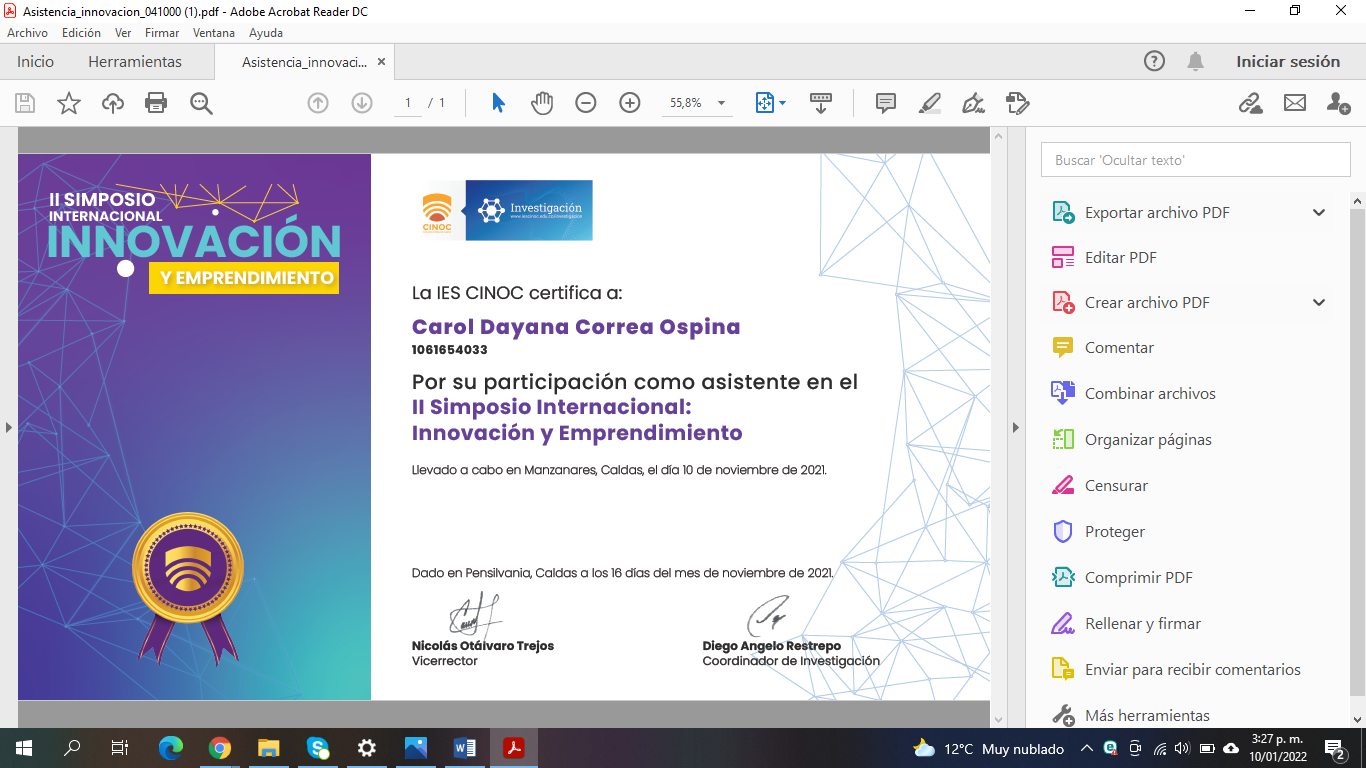 Asistencia_innovacion_041000 (1).pdf - Adobe Acrobat Reader DC
Archivo Edición Ver Firmar Ventana Ayuda
Inicio Herramientas Asistencia_innovaci... ×
Iniciar sesión
1 / 1 55,8%
II SIMPOSIO
INTERNACIONAL
INNOVACIÓN
Y EMPRENDIMIENTO
CINOC
Investigación
La IES CINOC certifica a:
Carol Dayana Correa Ospina
1061654033
Por su participación como asistente en el
II Simposio Internacional:
Innovación y Emprendimiento
Llevado a cabo en Manzanares, Caldas, el día 10 de noviembre de 2021.
Dado en Pensilvania, Caldas a los 16 días del mes de noviembre de 2021.
Nicolás Otálvaro Trejos
Vicerrector
Diego Angelo Restrepo
Coordinador de Investigación
Buscar 'Ocultar texto'
Exportar archivo PDF
Editar PDF
Crear archivo PDF
Comentar
Combinar archivos
Organizar páginas
Censurar
Proteger
Comprimir PDF
Rellenar y firmar
Enviar para recibir comentarios
Más herramientas
12°C Muy nublado
3:27 p. m.
10/01/2022
2